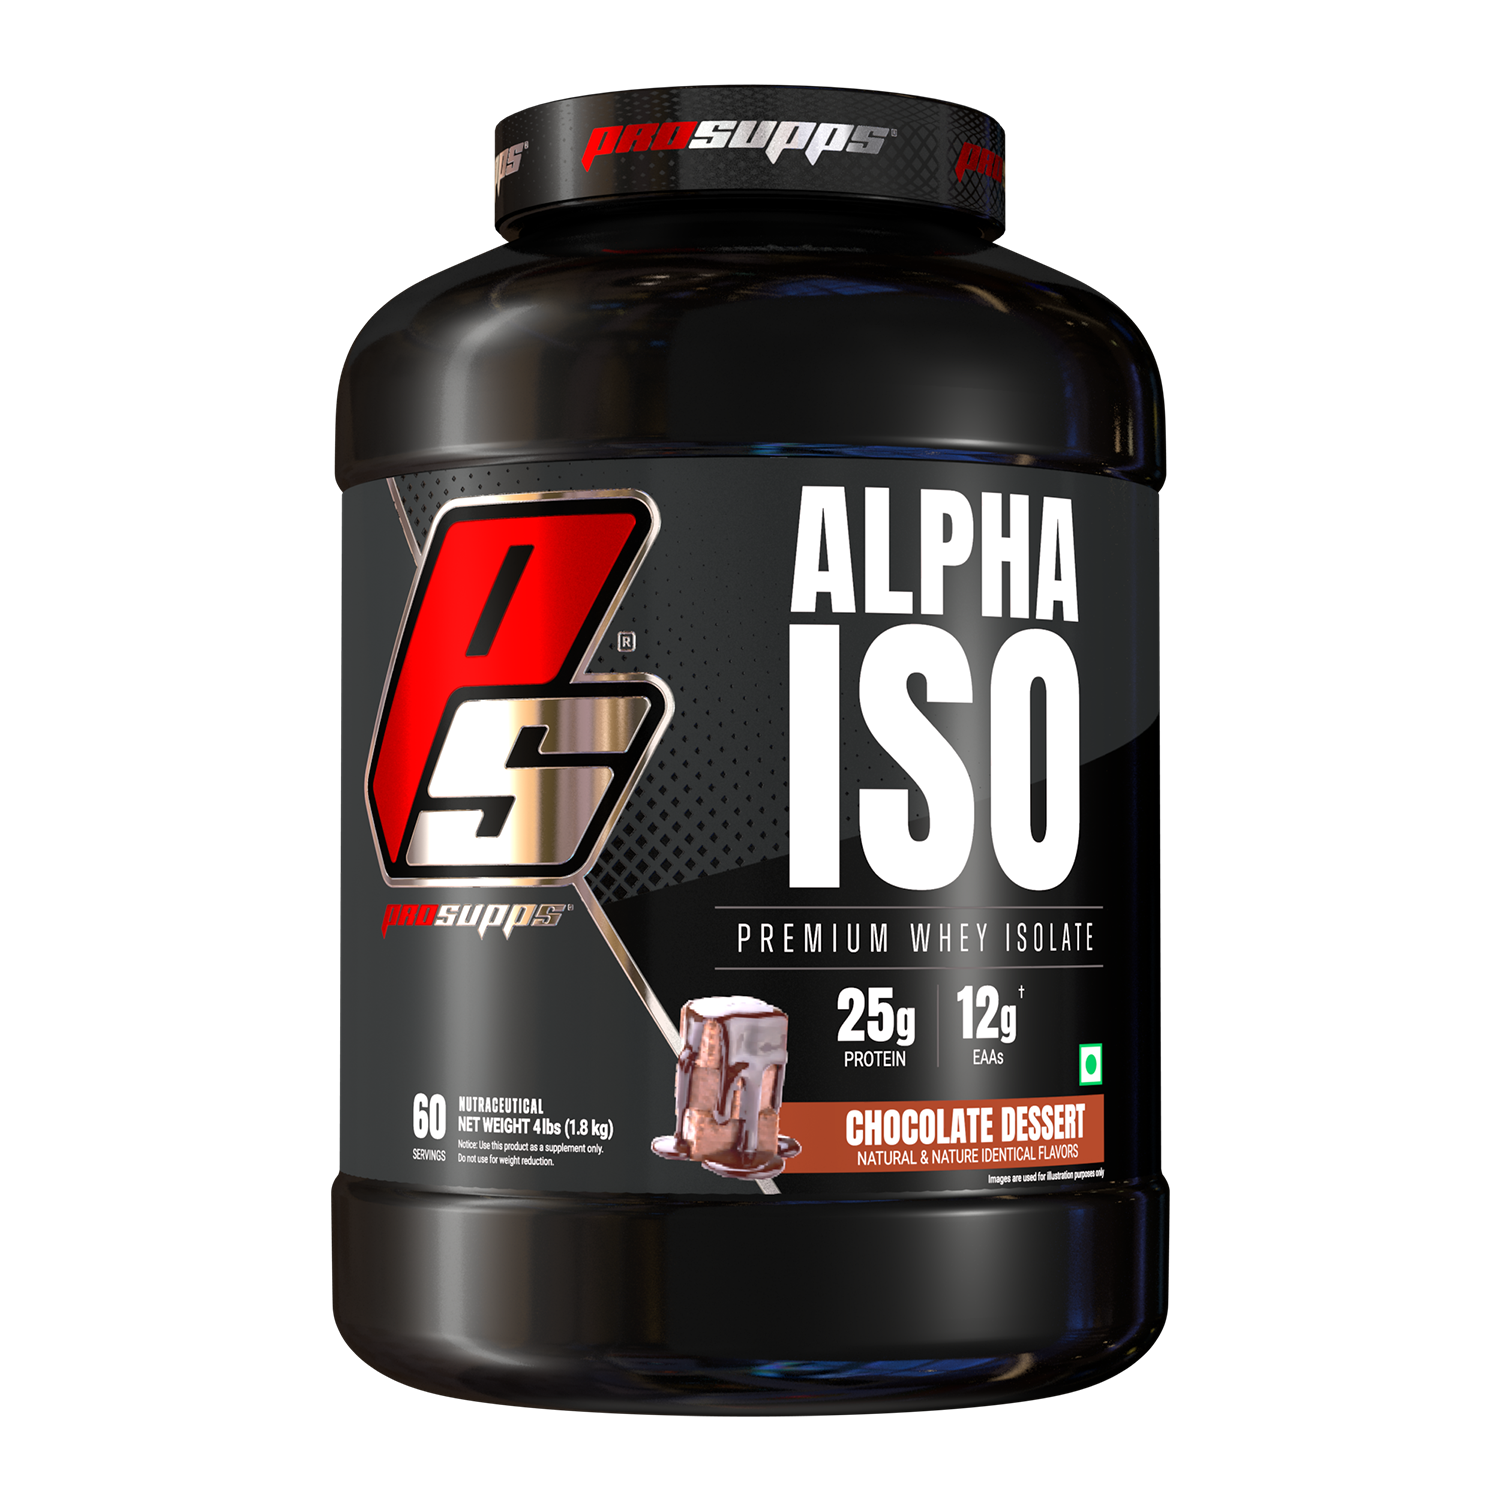 PROSUPPS®
PS®
PROSUPPS®
ALPHA
ISO
PREMIUM WHEY ISOLATE
25g
PROTEIN
12g†
EAAs
60
SERVINGS
NUTRACEUTICAL
NET WEIGHT 4lbs (1.8 kg)
Notice: Use this product as a supplement only.
Do not use for weight reduction.
CHOCOLATE DESSERT
NATURAL & NATURE IDENTICAL FLAVORS
Images are used for illustration purposes only